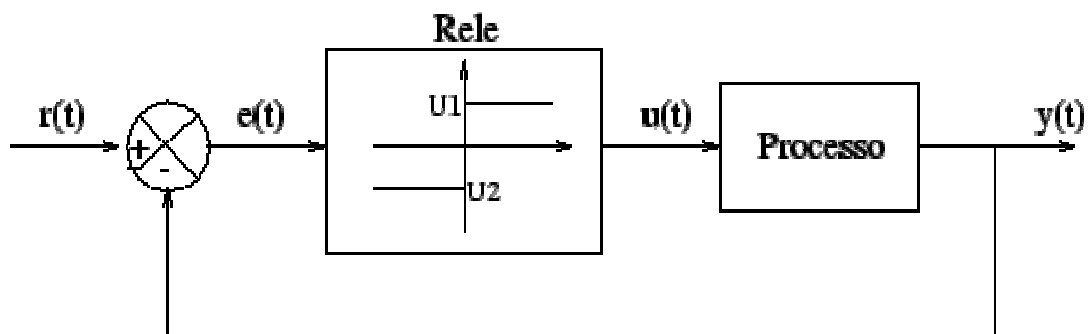 Rele
r(t)
+
-
e(t)
U1
U2
u(t)
Processo
y(t)